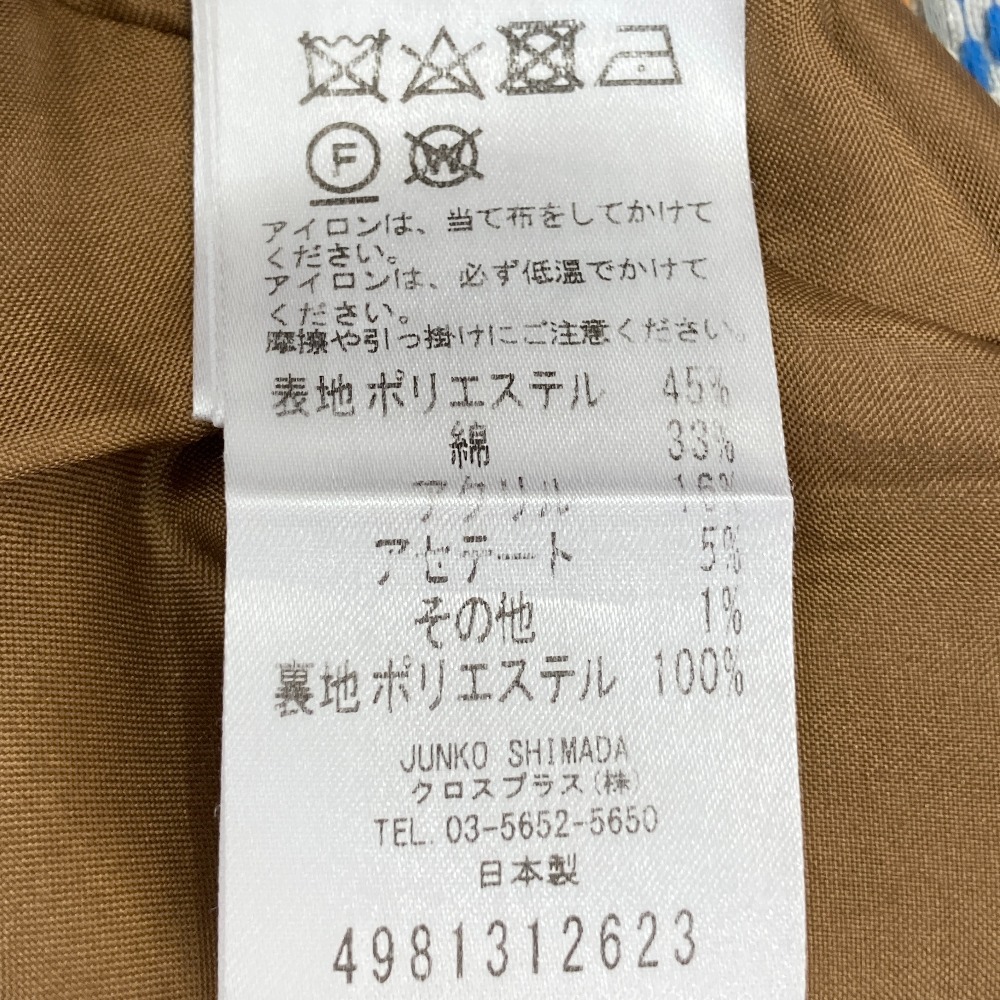 F W
アイロンは、当て布をしてかけて
ください。
アイロンは、必ず低温でかけて
ください。
摩擦や引っ掛けにご注意ください
表地 ポリエステル 45%
綿 33%
アクリル 16%
アセテート 5%
その他 1%
裏地 ポリエステル 100%
JUNKO SHIMADA
クロスプラス(株)
TEL. 03-5652-5650
日本製
4981312623